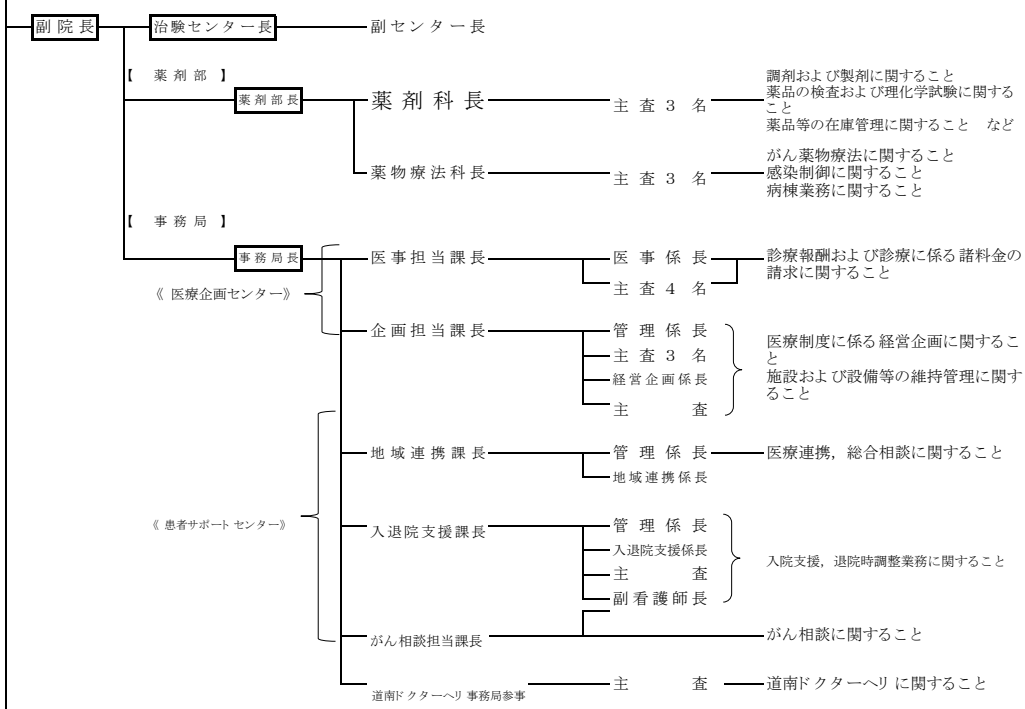 副院長 治験センター長 副センター長
【 薬剤部 】
薬剤部長 薬剤科長 主査3名
調剤および製剤に関すること
薬品の検査および理化学試験に関する
こと
薬品等の在庫管理に関すること など
薬物療法科長 主査3名
がん薬物療法に関すること
感染制御に関すること
病棟業務に関すること
【 事務局 】
事務局長 医事担当課長 医事係長
主査4名
診療報酬および診療に係る諸料金の
請求に関すること
《 医療企画センター》
企画担当課長 管理係長
主査3名
経営企画係長
主査
医療制度に係る経営企画に関するこ
と
施設および設備等の維持管理に関す
ること
地域連携課長 管理係長 医療連携,総合相談に関すること
地域連携係長
《 患者サポートセンター》
入退院支援課長 管理係長
入退院支援係長
主査
副看護師長
入院支援,退院時調整業務に関すること
がん相談担当課長 がん相談に関すること
道南ドクターヘリ事務局参事 主査 道南ドクターヘリに関すること